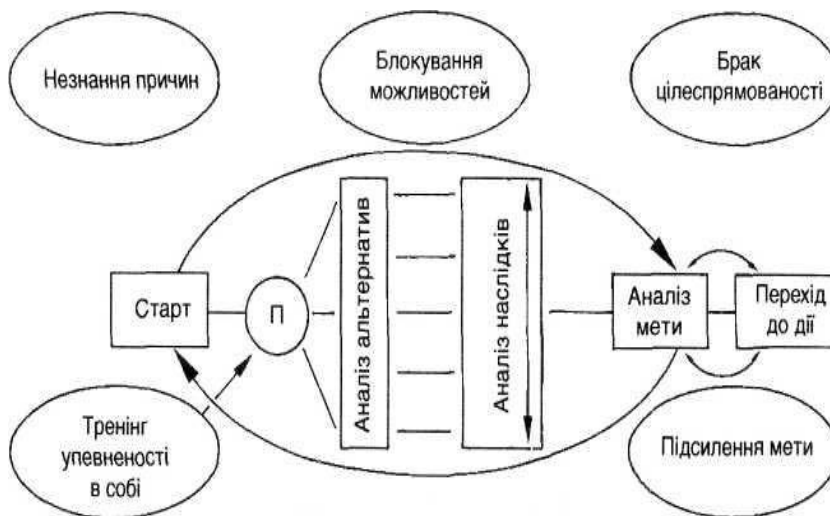 Незнання причин
Блокування
можливостей
Брак
цілеспрямованості
Старт
П
Аналіз альтернатив
Аналіз наслідків
Аналіз
мети
Перехід
до дії
Тренінг
упевненості
в собі
Підсилення мети